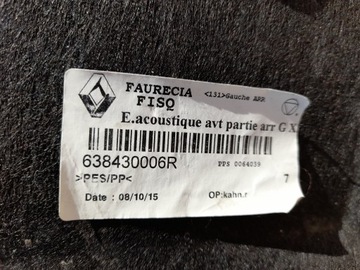 FAURECIA
FISQ
<131>Gauche ARR
E.acoustique avt partie arr G X
638430006R
PPS 0064039
>PES/PP<
7
Date : 08/10/15
OP:kahn.r